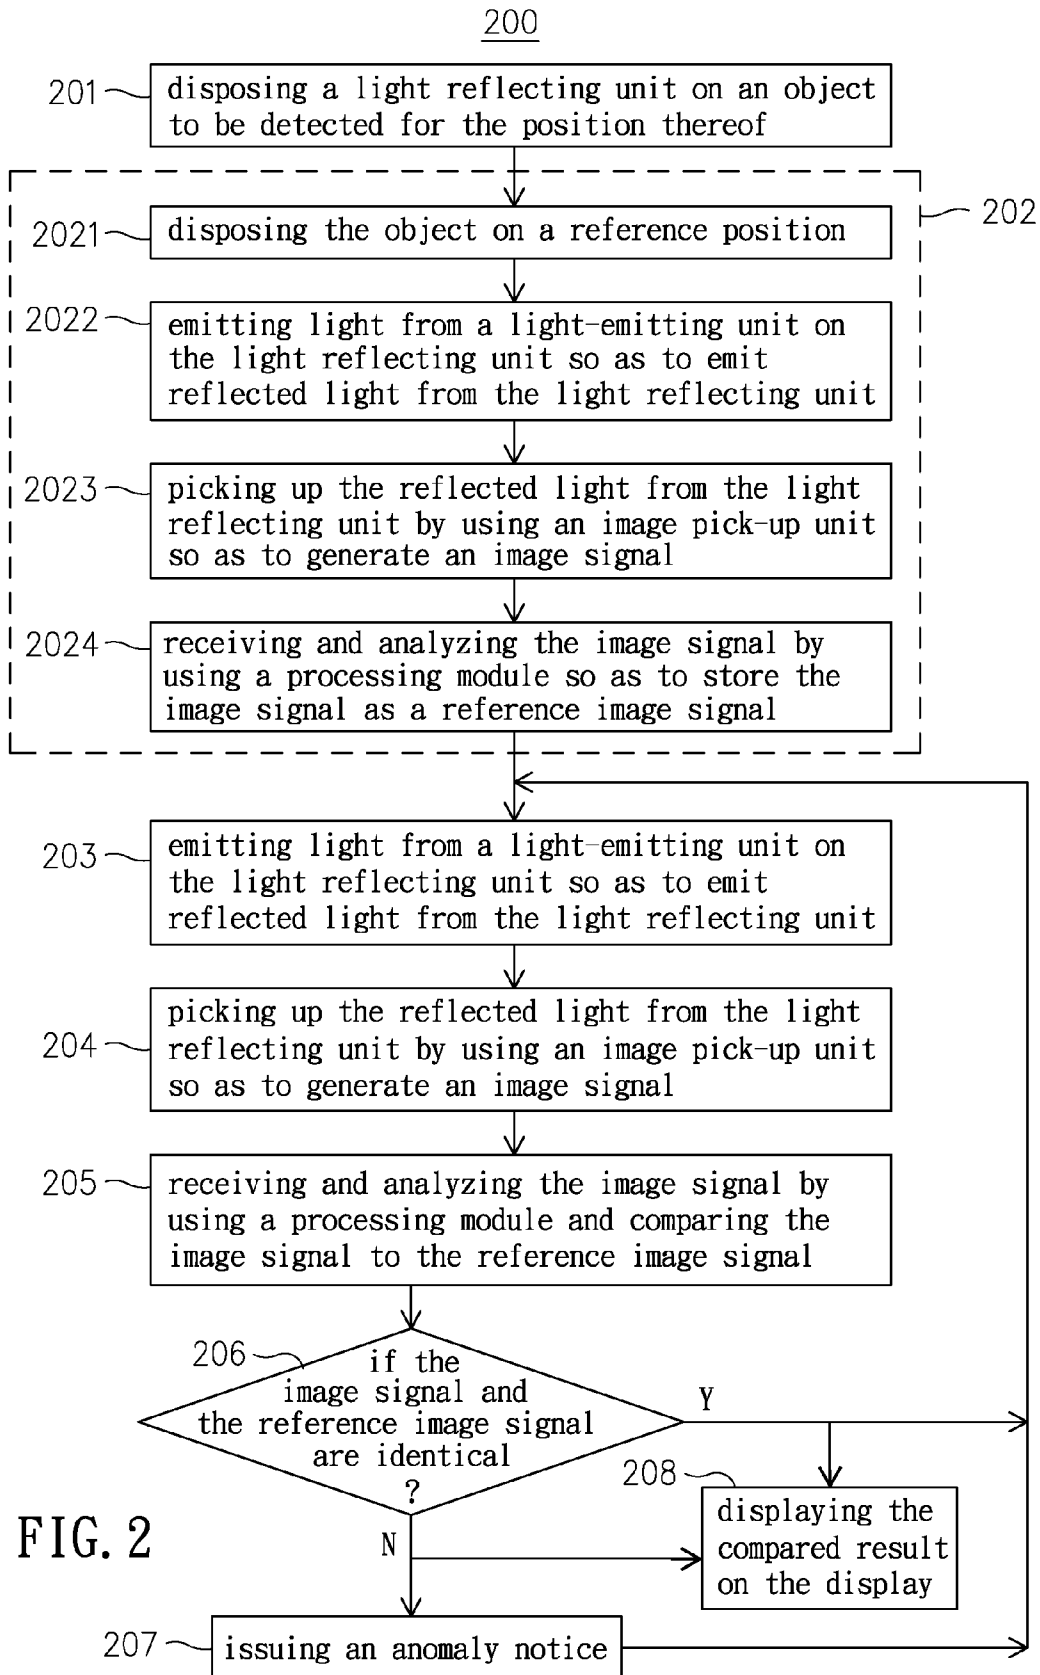 200
201
disposing a light reflecting unit on an object
to be detected for the position thereof
202
2021
disposing the object on a reference position
2022
emitting light from a light-emitting unit on
the light reflecting unit so as to emit
reflected light from the light reflecting unit
2023
picking up the reflected light from the light
reflecting unit by using an image pick-up unit
so as to generate an image signal
2024
receiving and analyzing the image signal by
using a processing module so as to store the
image signal as a reference image signal
203
emitting light from a light-emitting unit on
the light reflecting unit so as to emit
reflected light from the light reflecting unit
204
picking up the reflected light from the light
reflecting unit by using an image pick-up unit
so as to generate an image signal
205
receiving and analyzing the image signal by
using a processing module and comparing the
image signal to the reference image signal
206
if the
image signal and
the reference image signal
are identical
?
Y
N
208
displaying the
compared result
on the display
FIG. 2
207
issuing an anomaly notice